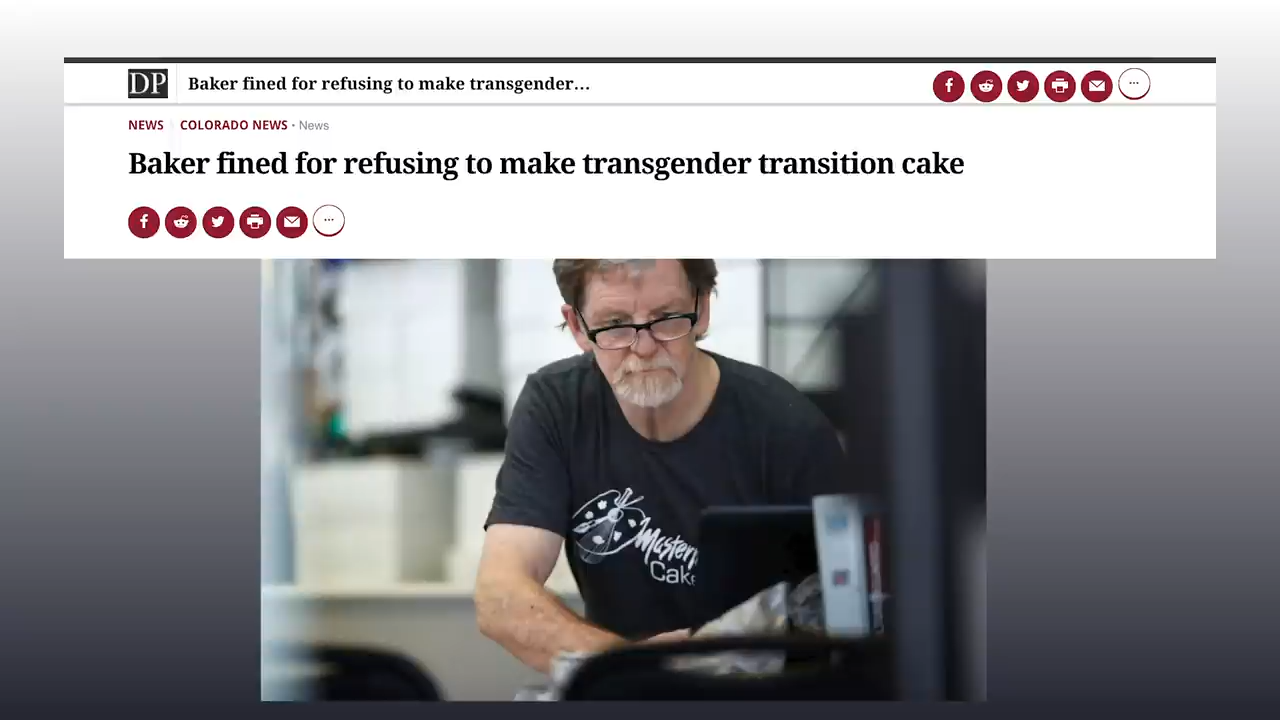 DP
Baker fined for refusing to make transgender...
NEWS COLORADO NEWS • News
Baker fined for refusing to make transgender transition cake
Cake